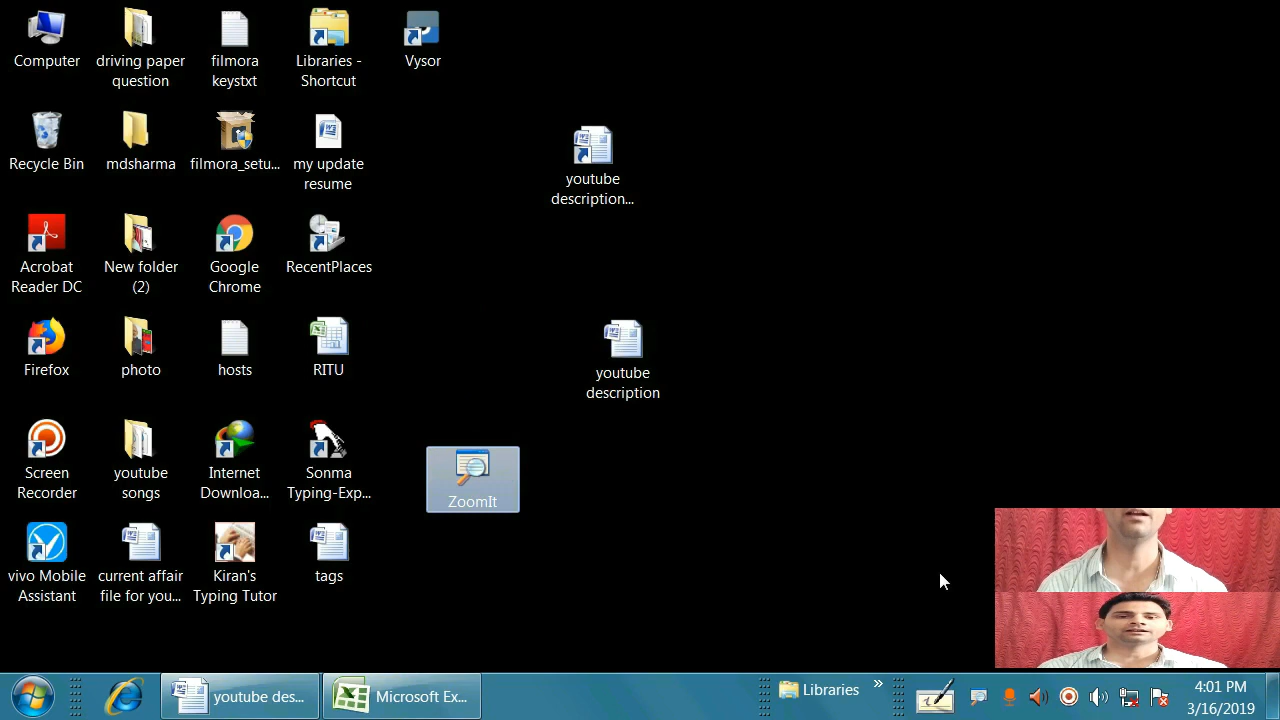 Computer
driving paper
question
filmora
keystxt
Libraries -
Shortcut
Vysor
Recycle Bin
mdsharma
filmora_setu...
my update
resume
youtube
description...
Acrobat
Reader DC
New folder
(2)
Google
Chrome
RecentPlaces
Firefox
photo
hosts
RITU
youtube
description
Screen
Recorder
youtube
songs
Internet
Downloa...
Sonma
Typing-Exp...
ZoomIt
vivo Mobile
Assistant
current affair
file for you...
Kiran's
Typing Tutor
tags
youtube des...
Microsoft Ex...
Libraries
»
4:01 PM
3/16/2019